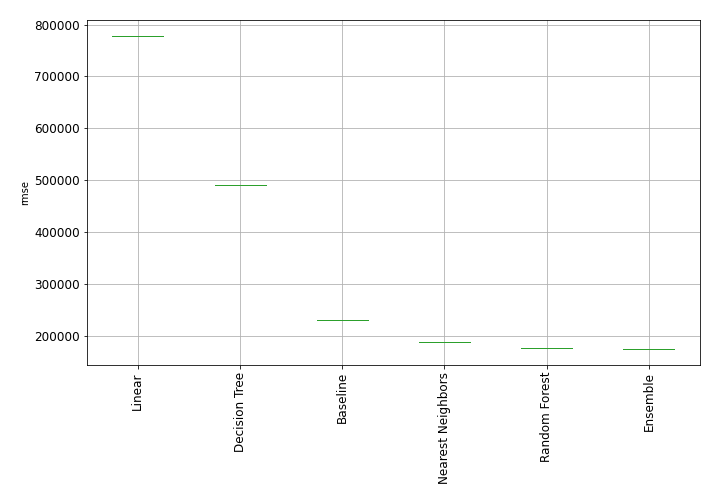 800000
700000
600000
500000
400000
300000
200000
rmse
Linear
Decision Tree
Baseline
Nearest Neighbors
Random Forest
Ensemble